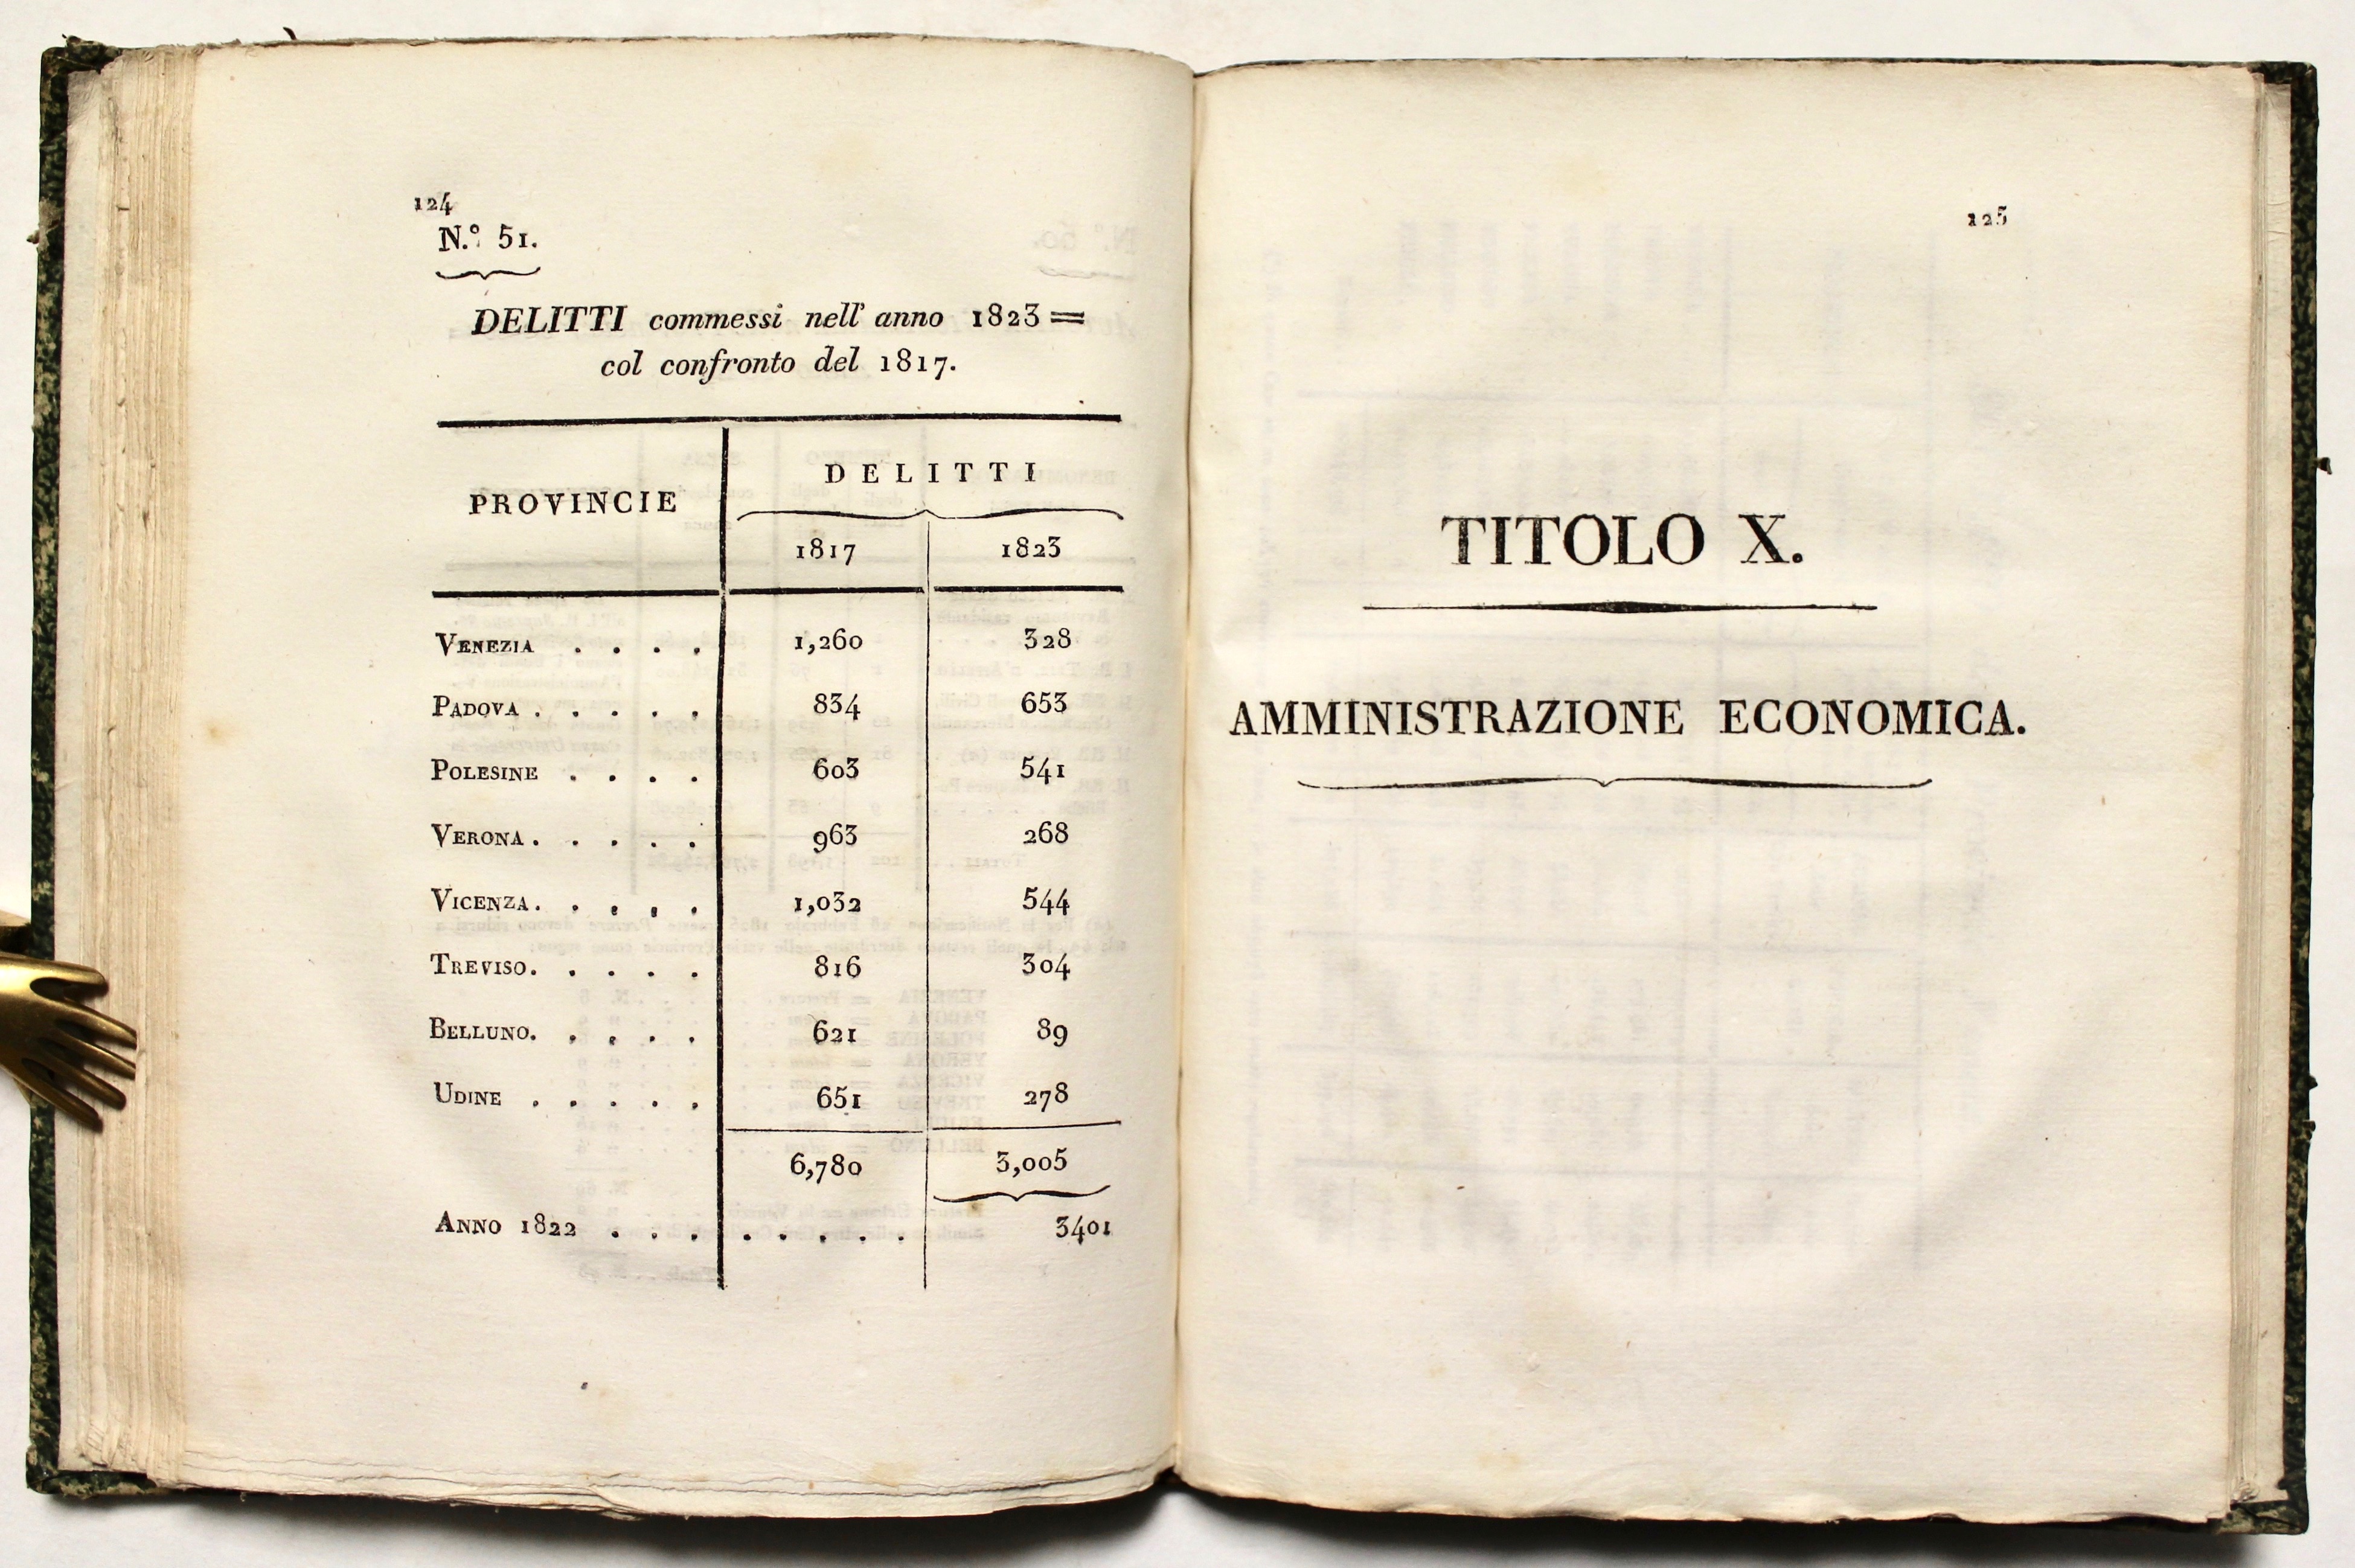 124
N.º 51.
DELITTI commessi nell' anno 1823 =
col confronto del 1817.
PROVINCIE
DELITTI
1817 1823
VENEZIA . . . . 1,260 328
PADOVA . . . . . 834 653
POLESINE . . . . 603 541
VERONA . . . . . 963 268
VICENZA . . . . . 1,032 544
TREVISO . . . . . 816 304
BELLUNO . . . . . 621 89
UDINE . . . . . 651 278
6,780 3,005
ANNO 1822 . . . . . . . . 3401
125
TITOLO X.
AMMINISTRAZIONE ECONOMICA.